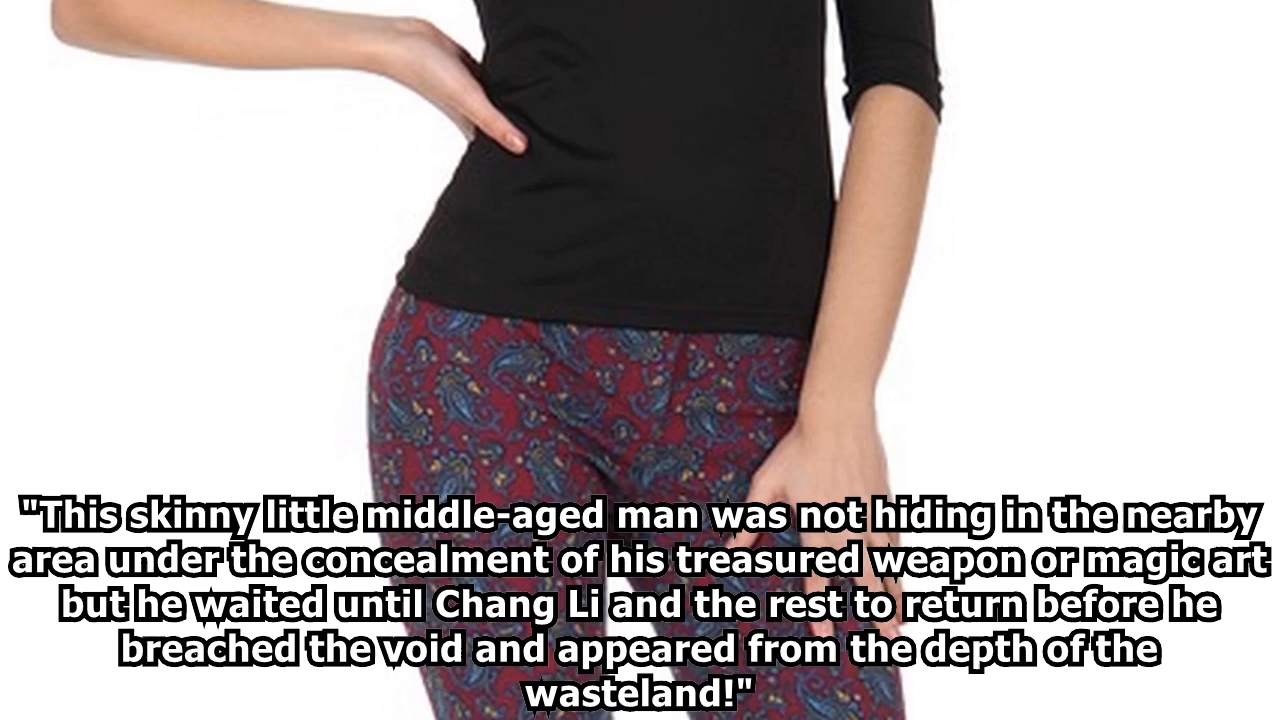 "This skinny little middle-aged man was not hiding in the nearby
area under the concealment of his treasured weapon or magic art
but he waited until Chang Li and the rest to return before he
breached the void and appeared from the depth of the
wasteland!"